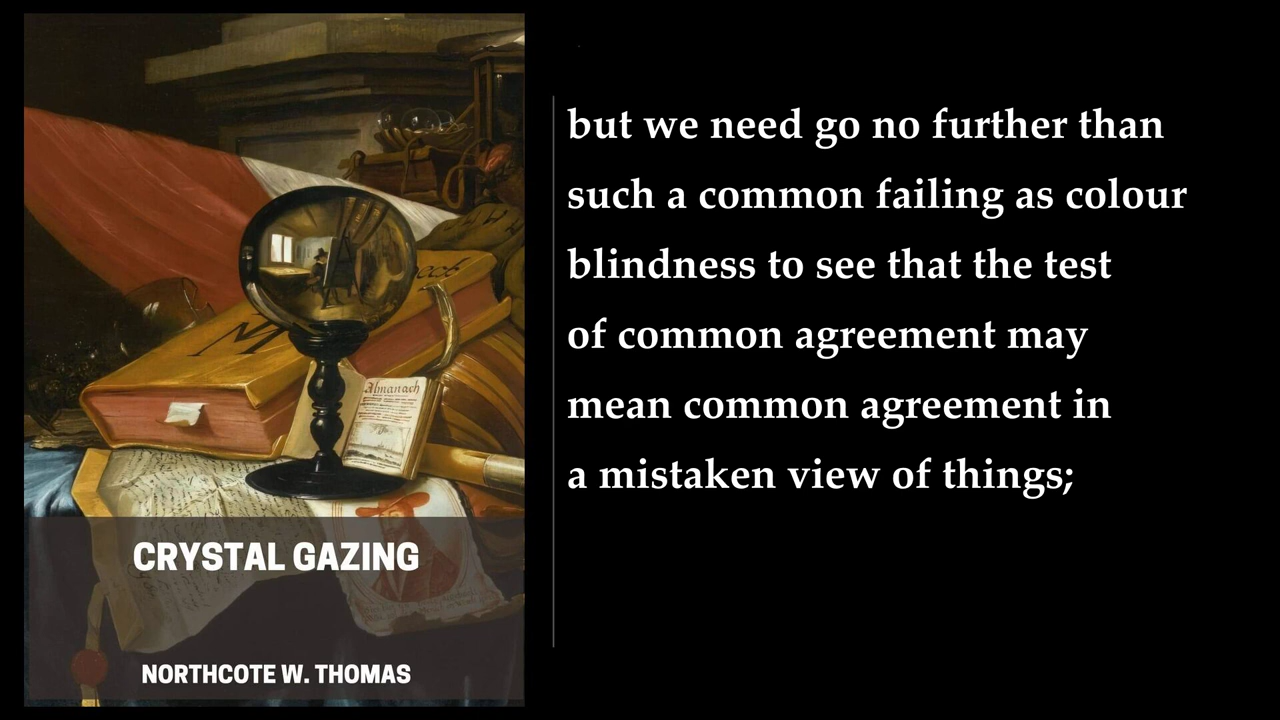 but we need go no further than
such a common failing as colour
blindness to see that the test
of common agreement may
mean common agreement in
a mistaken view of things;
M
Almanach
CRYSTAL GAZING
NORTHCOTE W. THOMAS